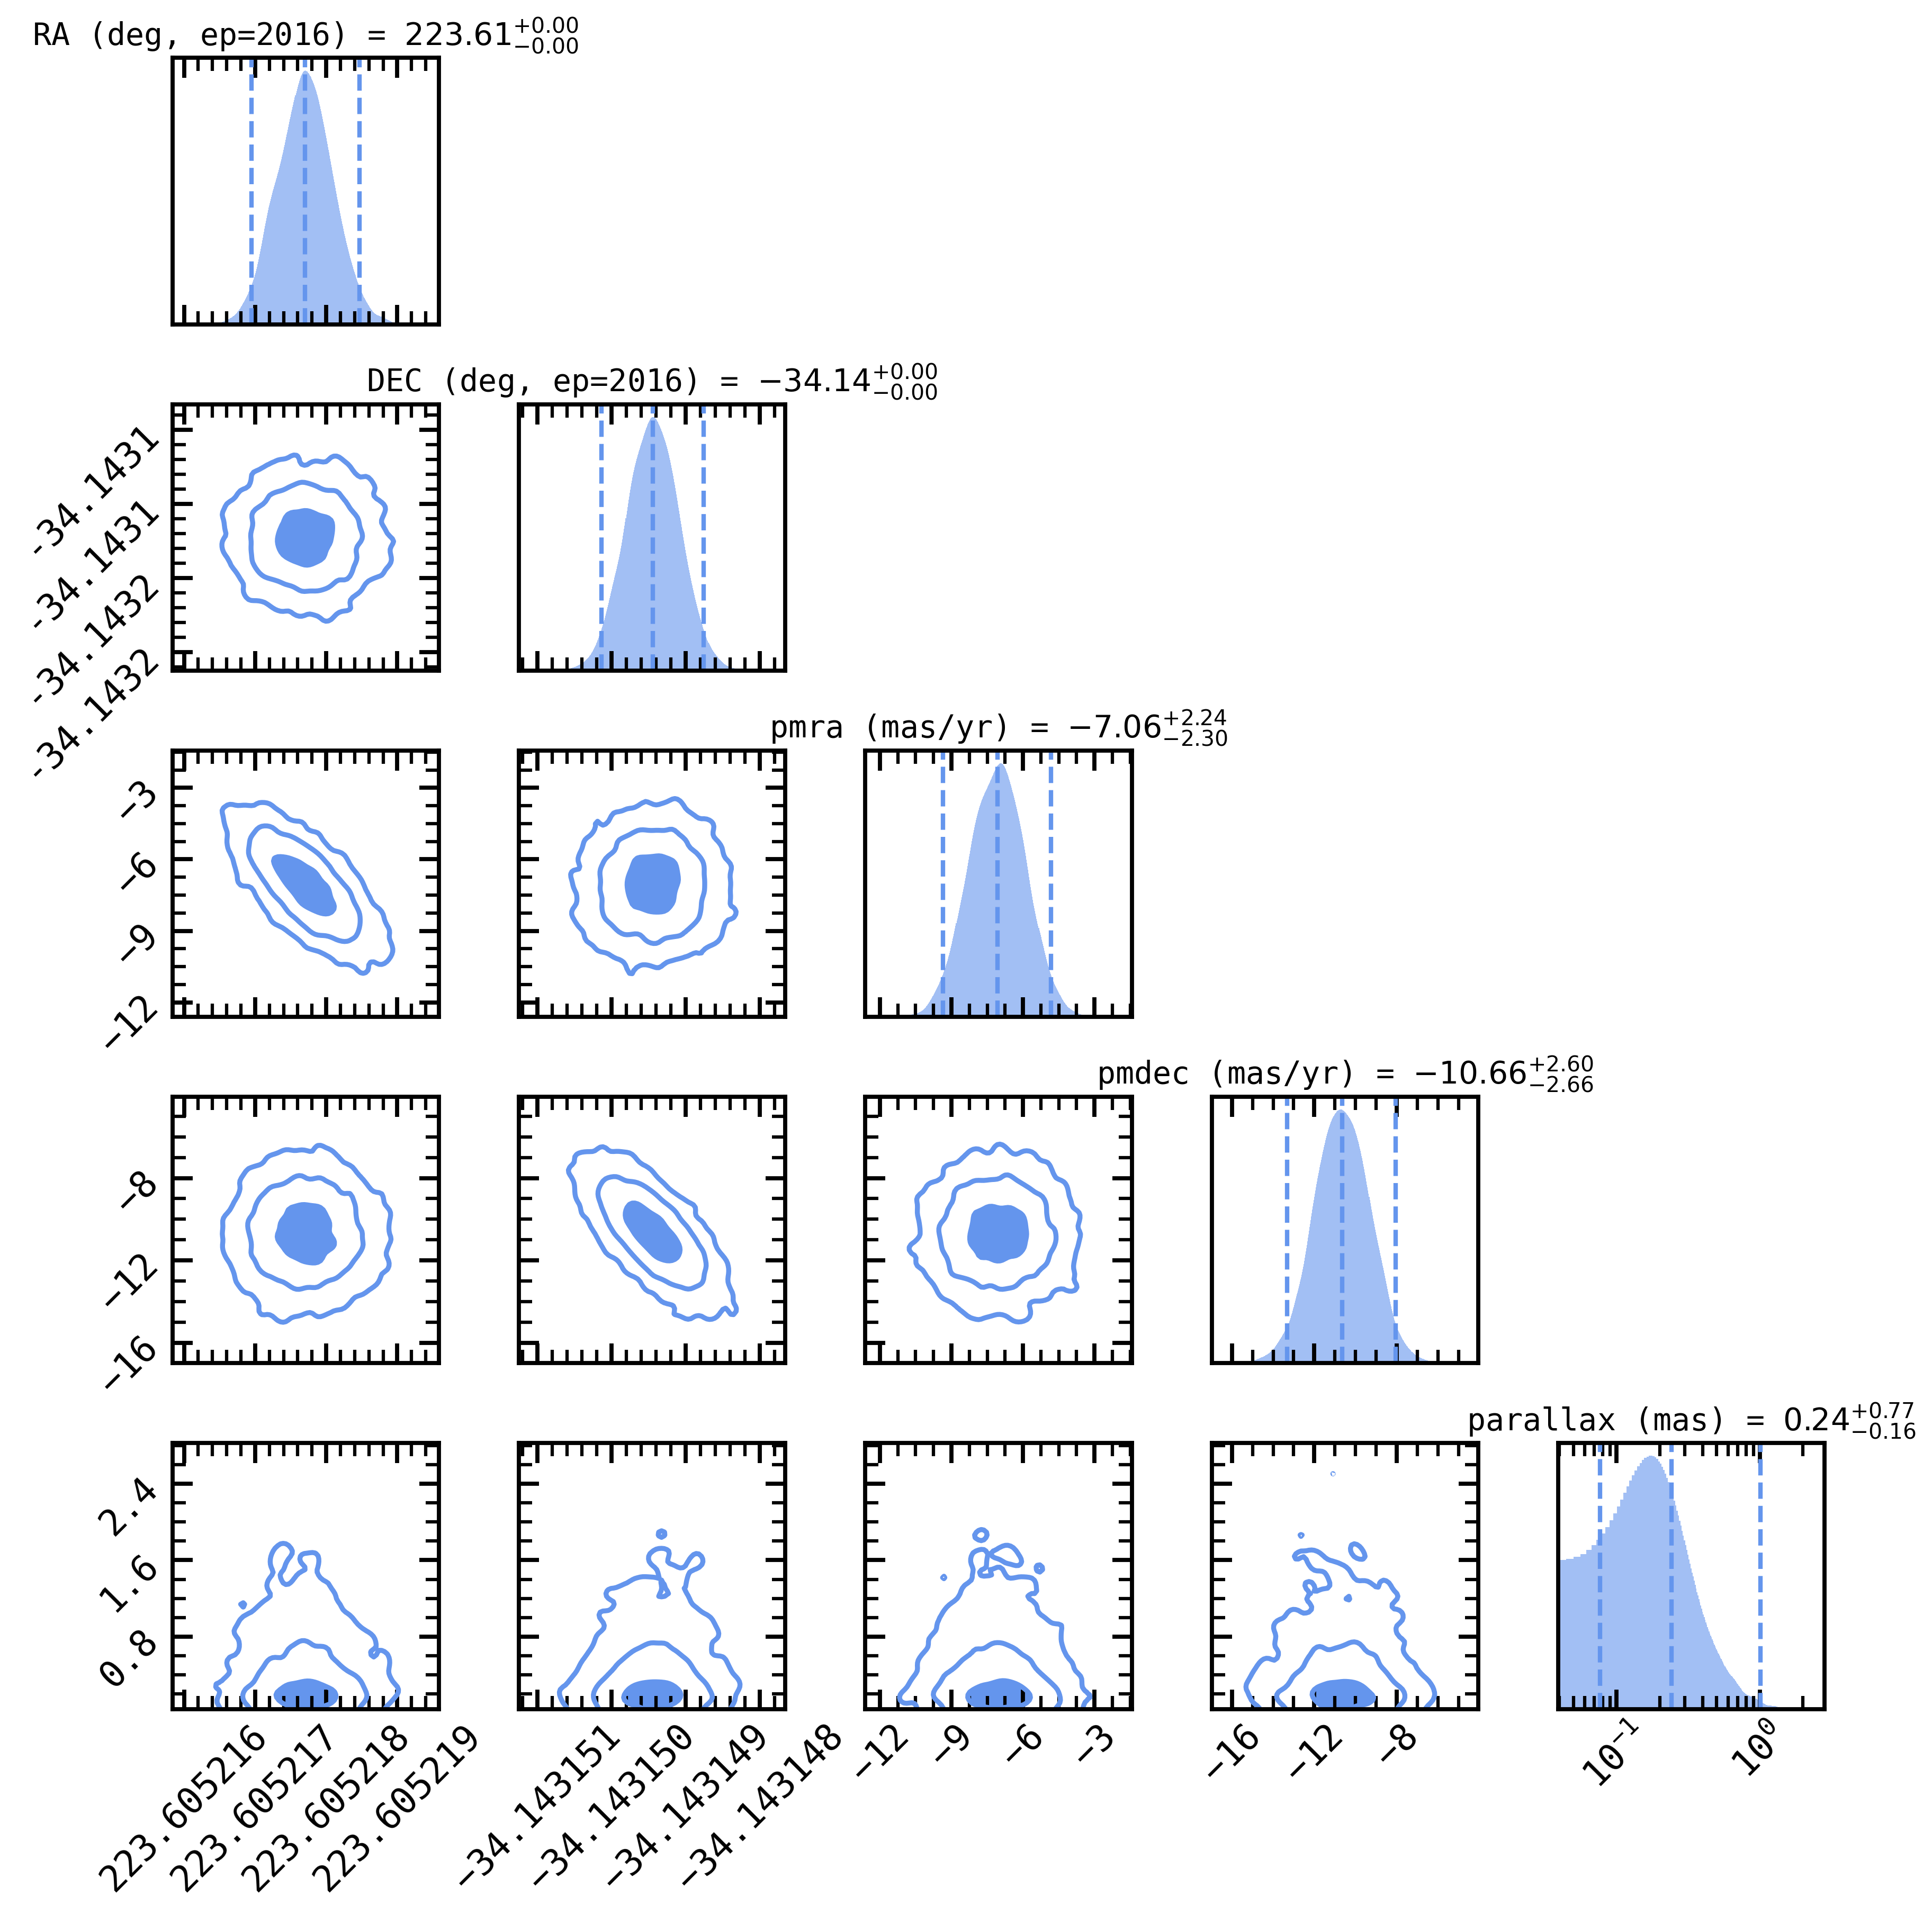 RA (deg, ep=2016) = 223.61+0.00 −0.00
DEC (deg, ep=2016) = −34.14+0.00 −0.00
-34.1431
-34.1431
-34.1432
-34.1432
pmra (mas/yr) = −7.06+2.24 −2.30
−3
−6
−9
−12
pmdec (mas/yr) = −10.66+2.60 −2.66
−8
−12
−16
parallax (mas) = 0.24+0.77 −0.16
2.4
1.6
0.8
223.605216 223.605217 223.605218 223.605219 −34.143151 −34.143150 −34.143149 −34.143148 −12 −9 −6 −3 −16 −12 −8 10−1 100